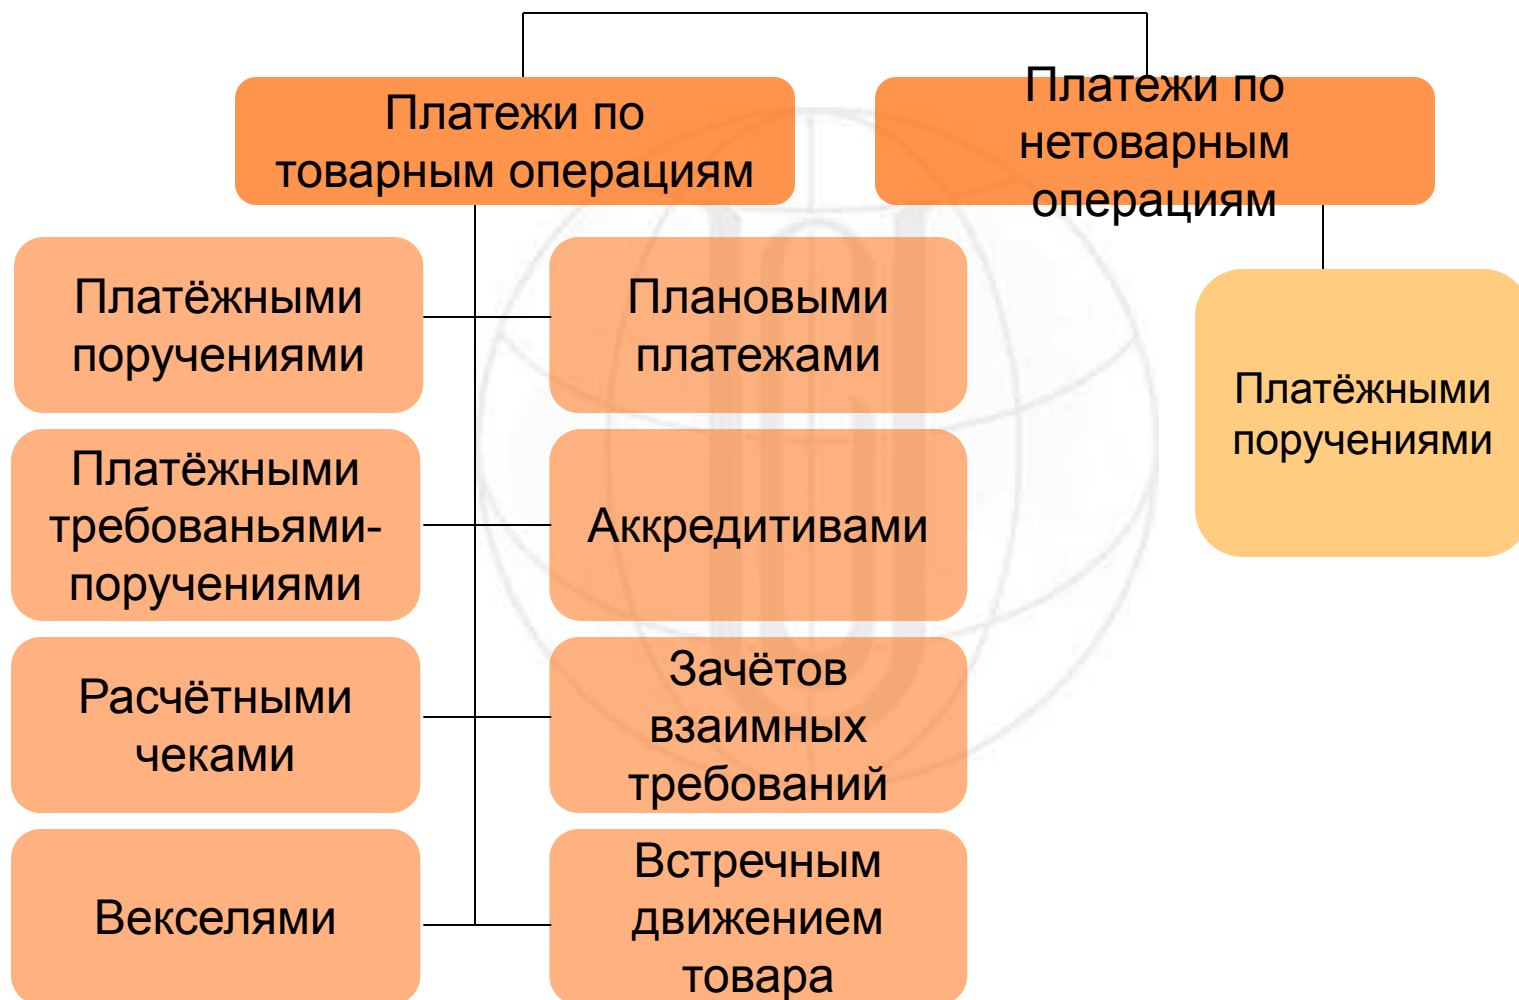 Платежи по
товарным операциям
Платежи по
нетоварным
операциям
Платёжными
поручениями
Плановыми
платежами
Платёжными
поручениями
Платёжными
требованьями-
поручениями
Аккредитивами
Расчётными
чеками
Зачётов
взаимных
требований
Векселями
Встречным
движением
товара